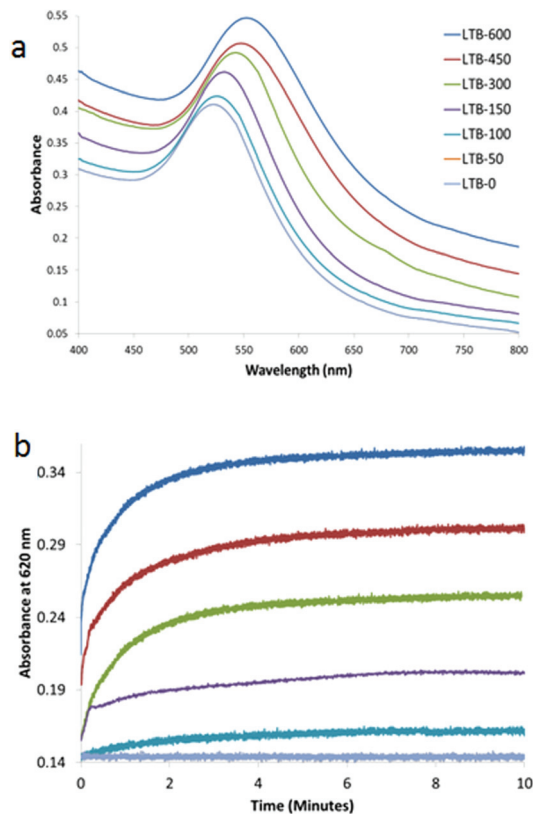 a
0.55
0.5
0.45
0.4
0.35
0.3
0.25
0.2
0.15
0.1
0.05
Absorbance
400 450 500 550 600 650 700 750 800
Wavelength (nm)
LTB-600
LTB-450
LTB-300
LTB-150
LTB-100
LTB-50
LTB-0
b
0.34
0.29
0.24
0.19
0.14
Absorbance at 620 nm
0 2 4 6 8 10
Time (Minutes)